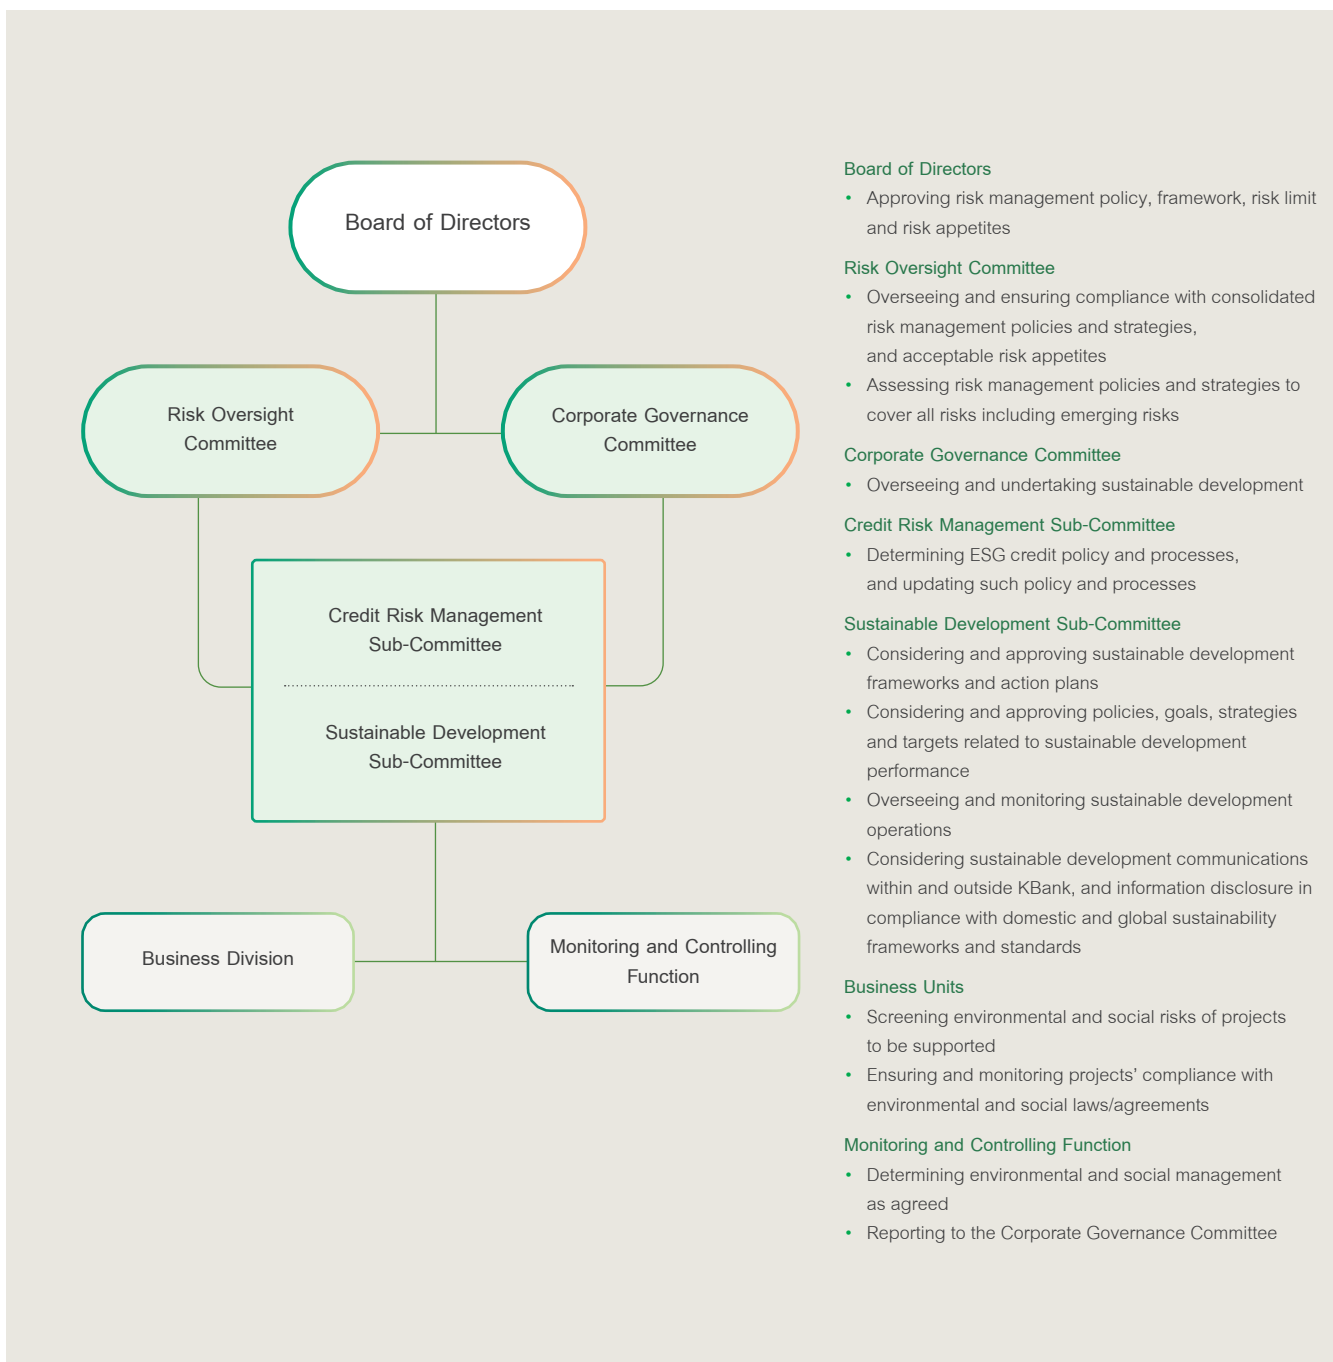 Board of Directors
Risk Oversight
Committee
Corporate Governance
Committee
Credit Risk Management
Sub-Committee
Sustainable Development
Sub-Committee
Business Division
Monitoring and Controlling
Function
Board of Directors
• Approving risk management policy, framework, risk limit
and risk appetites
Risk Oversight Committee
• Overseeing and ensuring compliance with consolidated
risk management policies and strategies,
and acceptable risk appetites
• Assessing risk management policies and strategies to
cover all risks including emerging risks
Corporate Governance Committee
• Overseeing and undertaking sustainable development
Credit Risk Management Sub-Committee
• Determining ESG credit policy and processes,
and updating such policy and processes
Sustainable Development Sub-Committee
• Considering and approving sustainable development
frameworks and action plans
• Considering and approving policies, goals, strategies
and targets related to sustainable development
performance
• Overseeing and monitoring sustainable development
operations
• Considering sustainable development communications
within and outside KBank, and information disclosure in
compliance with domestic and global sustainability
frameworks and standards
Business Units
• Screening environmental and social risks of projects
to be supported
• Ensuring and monitoring projects’ compliance with
environmental and social laws/agreements
Monitoring and Controlling Function
• Determining environmental and social management
as agreed
• Reporting to the Corporate Governance Committee